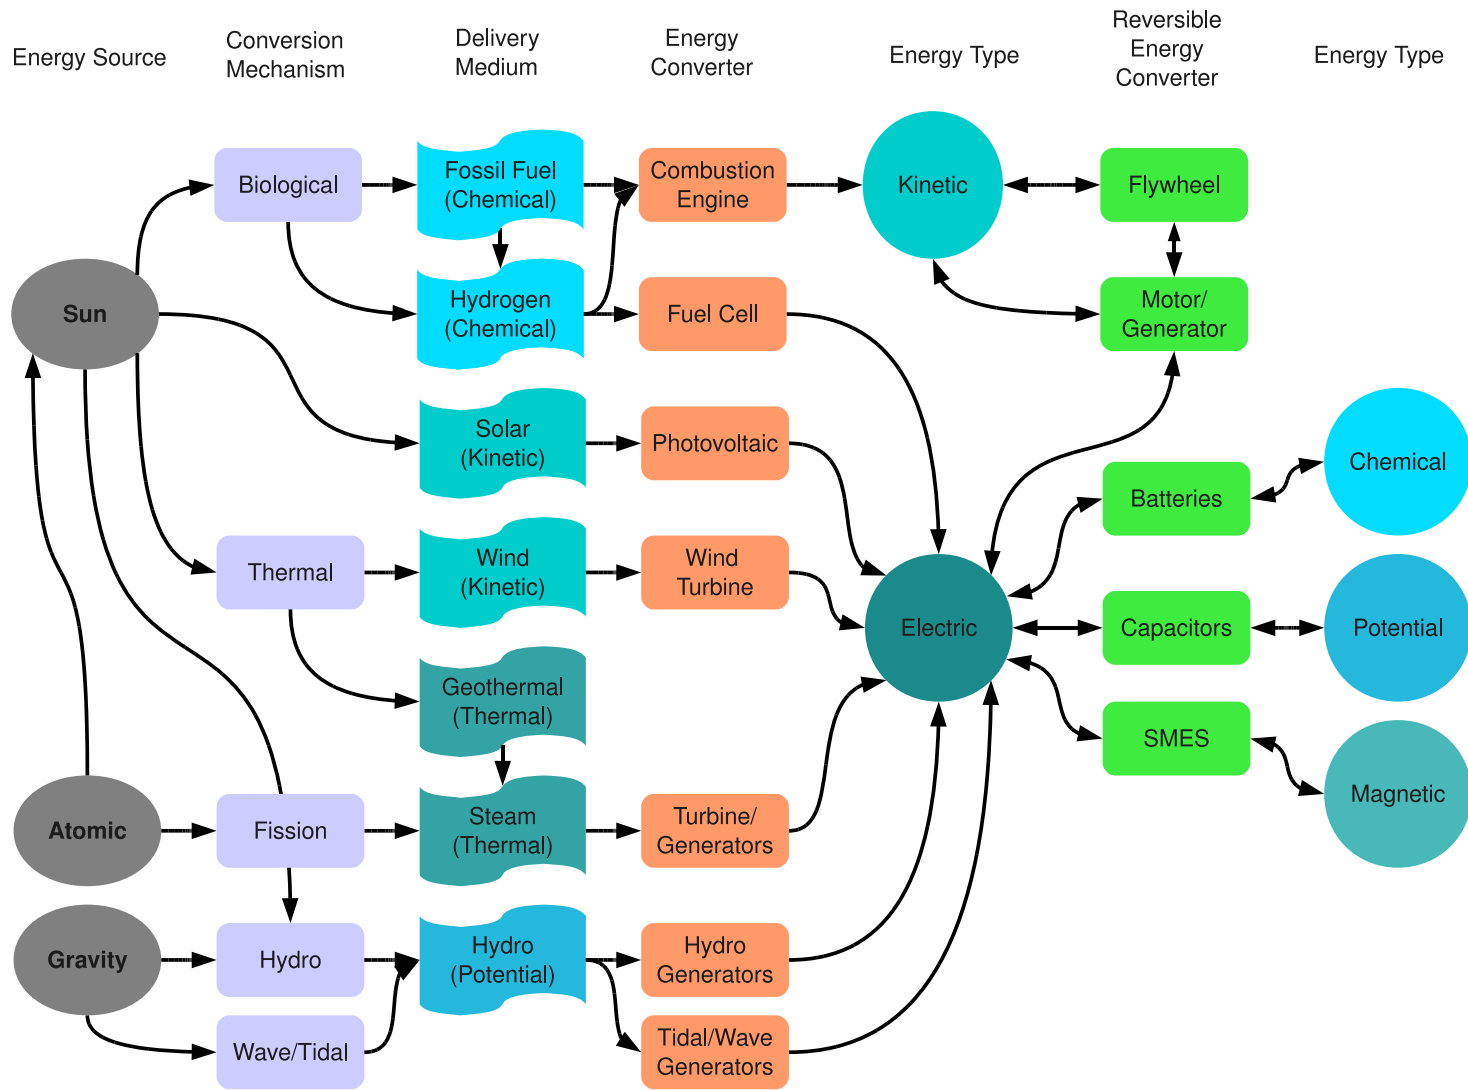 Energy Source
Conversion
Mechanism
Delivery
Medium
Energy
Converter
Energy Type
Reversible
Energy
Converter
Energy Type
Biological
Fossil Fuel
(Chemical)
Combustion
Engine
Kinetic
Flywheel
Sun
Hydrogen
(Chemical)
Fuel Cell
Motor/
Generator
Solar
(Kinetic)
Photovoltaic
Batteries
Chemical
Thermal
Wind
(Kinetic)
Wind
Turbine
Electric
Capacitors
Potential
Geothermal
(Thermal)
SMES
Magnetic
Atomic
Fission
Steam
(Thermal)
Turbine/
Generators
Gravity
Hydro
Hydro
(Potential)
Hydro
Generators
Wave/Tidal
Tidal/Wave
Generators